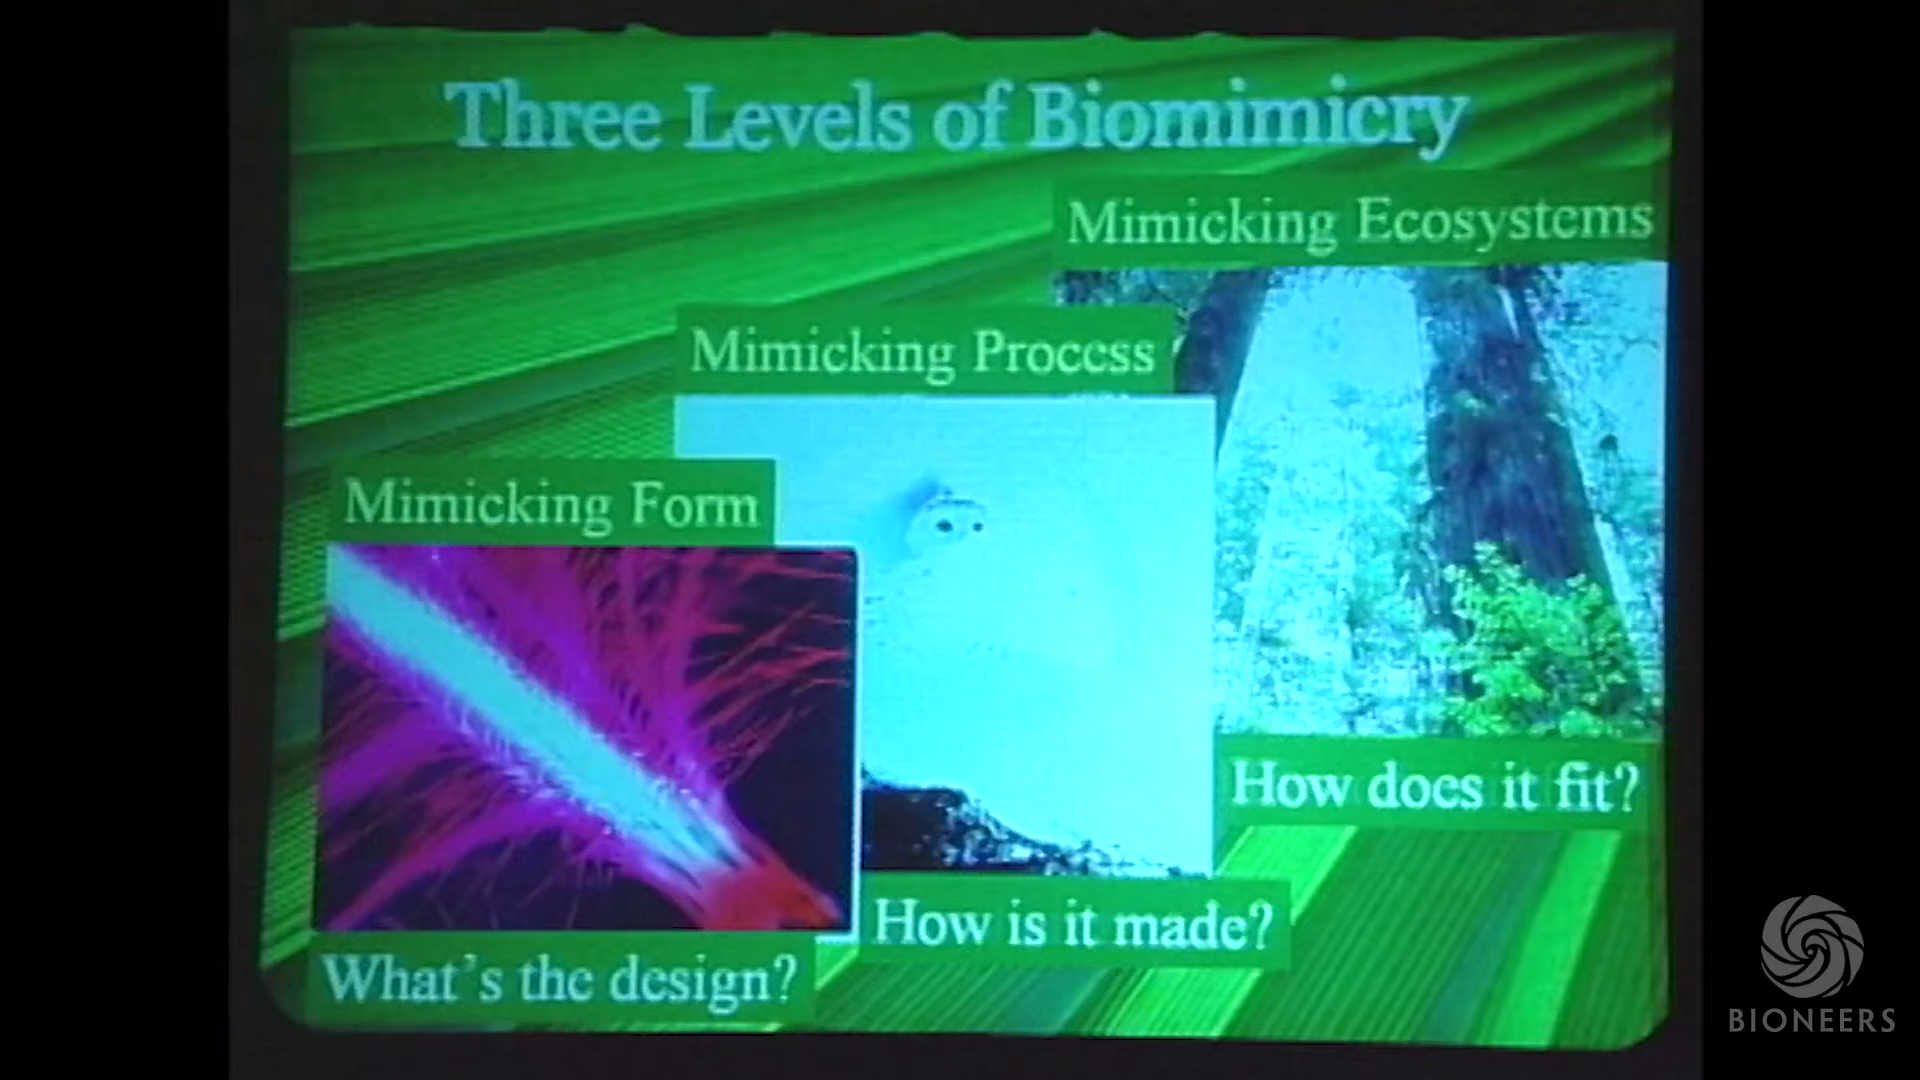 Three Levels of Biomimicry
Mimicking Ecosystems
Mimicking Process
Mimicking Form
How does it fit?
How is it made?
What's the design?
BIONEERS